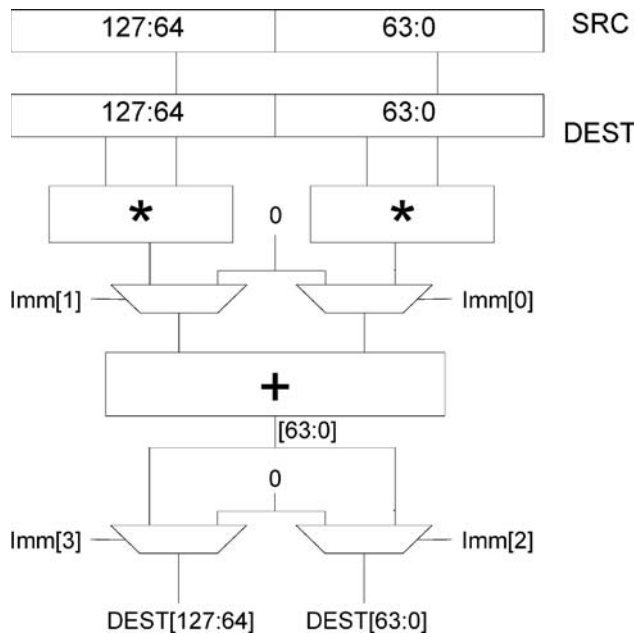 127:64 63:0 SRC
127:64 63:0 DEST
* *
0
Imm[1] Imm[0]
+
[63:0]
0
Imm[3] Imm[2]
DEST[127:64] DEST[63:0]